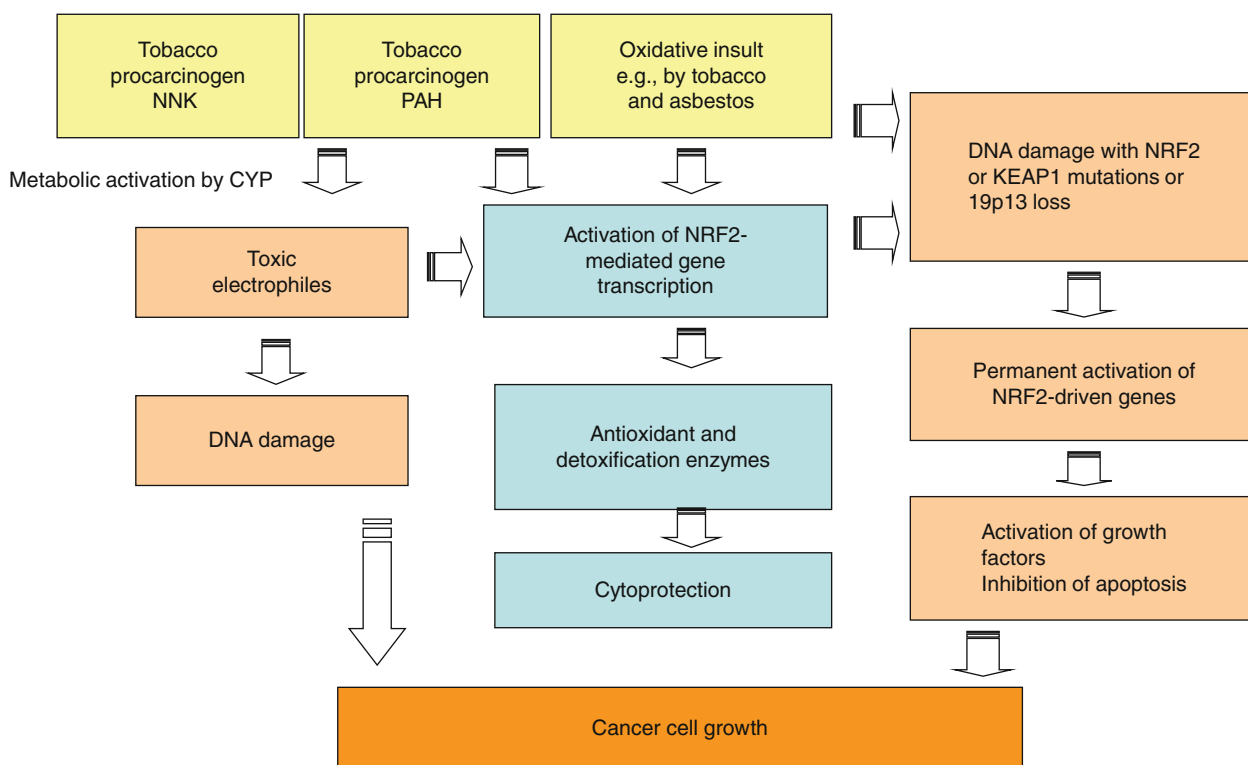 Tobacco
procarcinogen
NNK
Tobacco
procarcinogen
PAH
Oxidative insult
e.g., by tobacco
and asbestos
DNA damage with NRF2
or KEAP1 mutations or
19p13 loss
Metabolic activation by CYP
Toxic
electrophiles
Activation of NRF2-
mediated gene
transcription
Permanent activation of
NRF2-driven genes
DNA damage
Antioxidant and
detoxification enzymes
Activation of growth
factors
Inhibition of apoptosis
Cytoprotection
Cancer cell growth